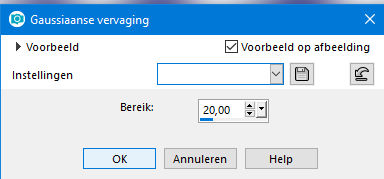 Gaussiaanse vervaging
Voorbeeld
Voorbeeld op afbeelding
Instellingen
Bereik:
20,00
OK Annuleren Help